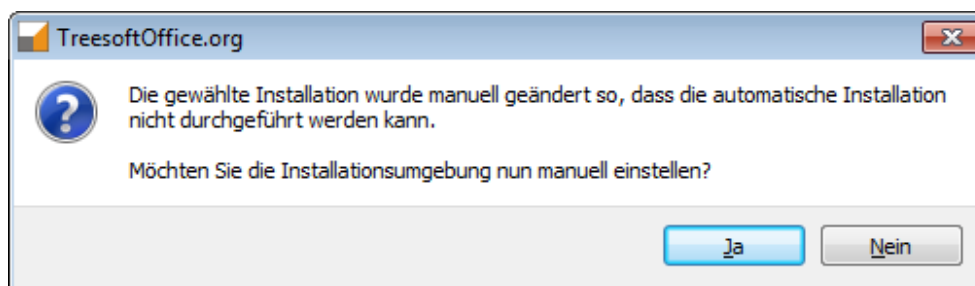 TreesoftOffice.org
Die gewählte Installation wurde manuell geändert so, dass die automatische Installation
nicht durchgeführt werden kann.
Möchten Sie die Installationsumgebung nun manuell einstellen?
Ja
Nein